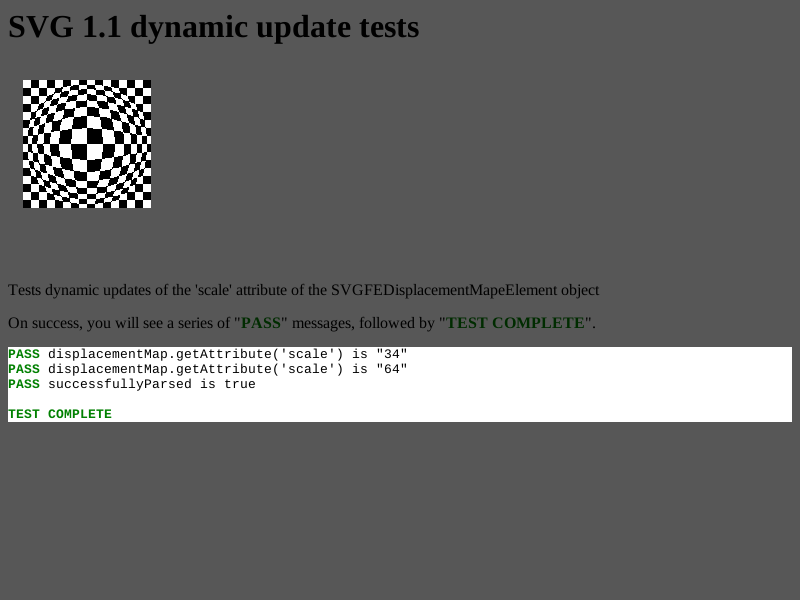 SVG 1.1 dynamic update tests
Tests dynamic updates of the 'scale' attribute of the SVGFEDisplacementMapeElement object
On success, you will see a series of "PASS" messages, followed by "TEST COMPLETE".
PASS displacementMap.getAttribute('scale') is "34"
PASS displacementMap.getAttribute('scale') is "64"
PASS successfullyParsed is true
TEST COMPLETE